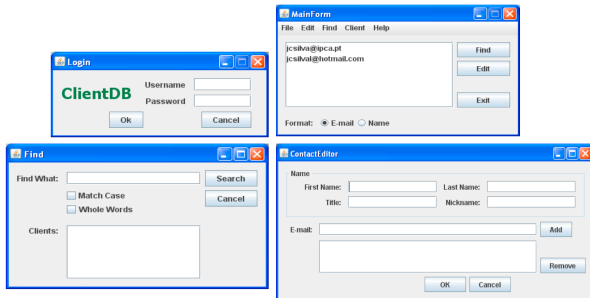 Login
ClientDB
Username
Password
Ok Cancel
MainForm
File Edit Find Client Help
jcsilva@ipca.pt
jcsilval@hotmail.com
Find
Edit
Exit
Format: E-mail Name
Find
Find What: Search
Match Case Cancel
Whole Words
Clients:
ContactEditor
Name
First Name: Last Name:
Title: Nickname:
E-mail: Add
Remove
OK Cancel